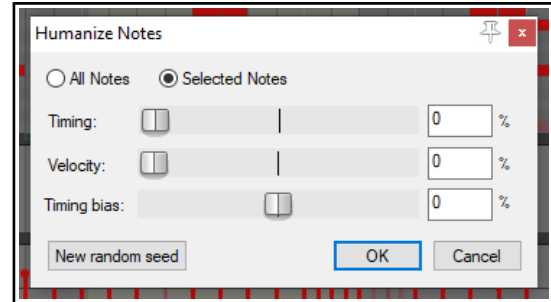 Humanize Notes
All Notes Selected Notes
Timing: 0 %
Velocity: 0 %
Timing bias: 0 %
New random seed OK Cancel